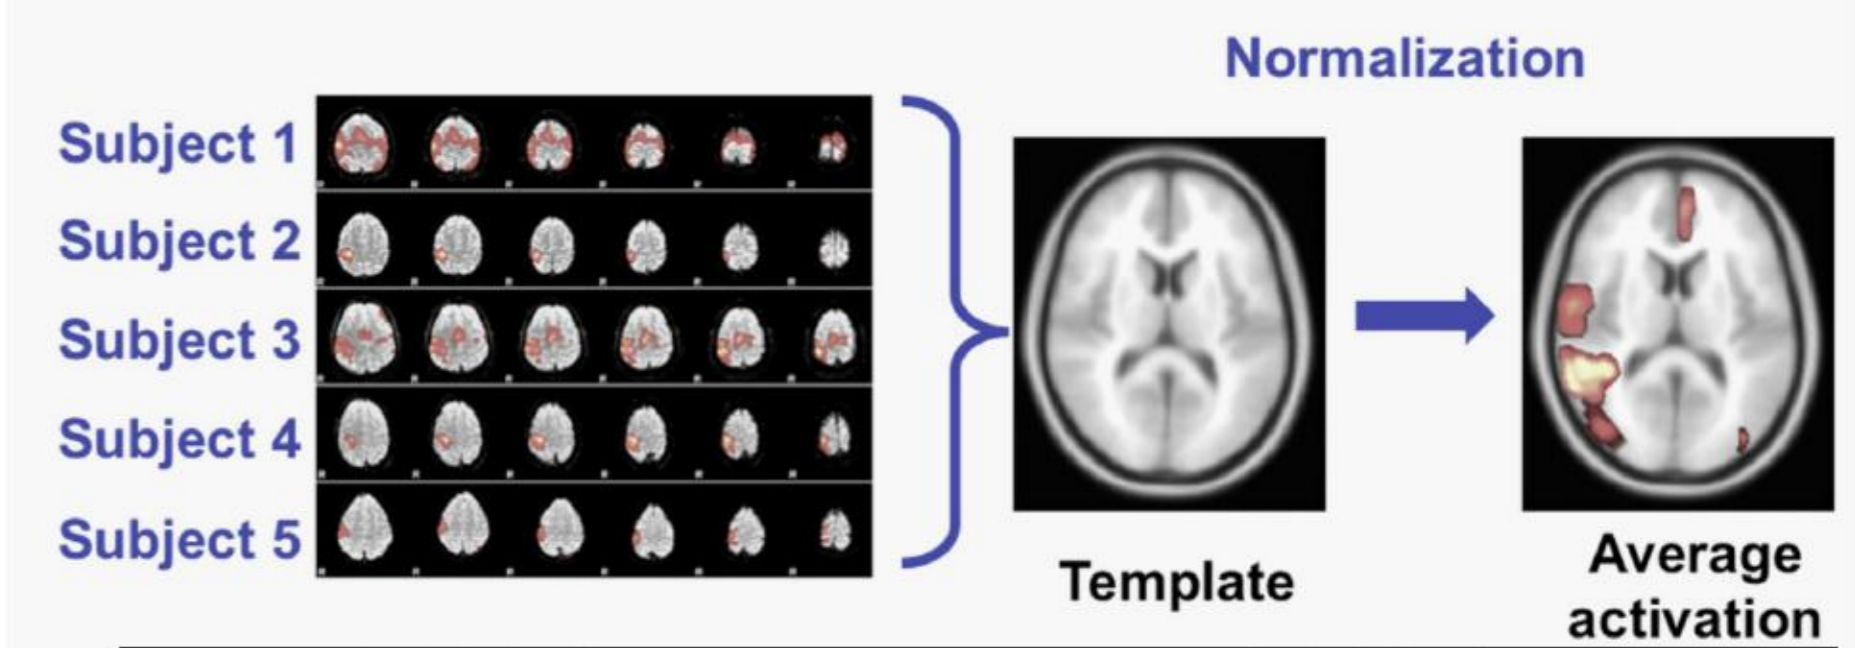 Normalization
Subject 1
Subject 2
Subject 3
Subject 4
Subject 5
Template
Average
activation